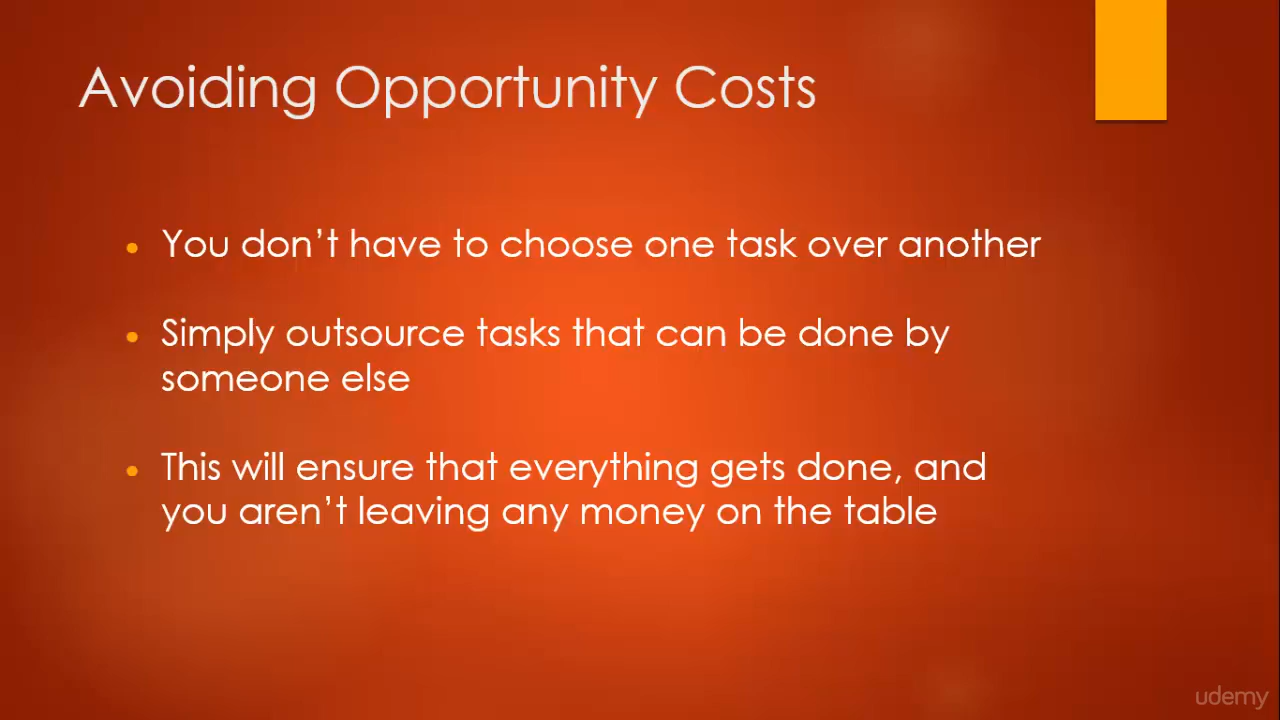 Avoiding Opportunity Costs
You don’t have to choose one task over another
Simply outsource tasks that can be done by
someone else
This will ensure that everything gets done, and
you aren’t leaving any money on the table
udemy